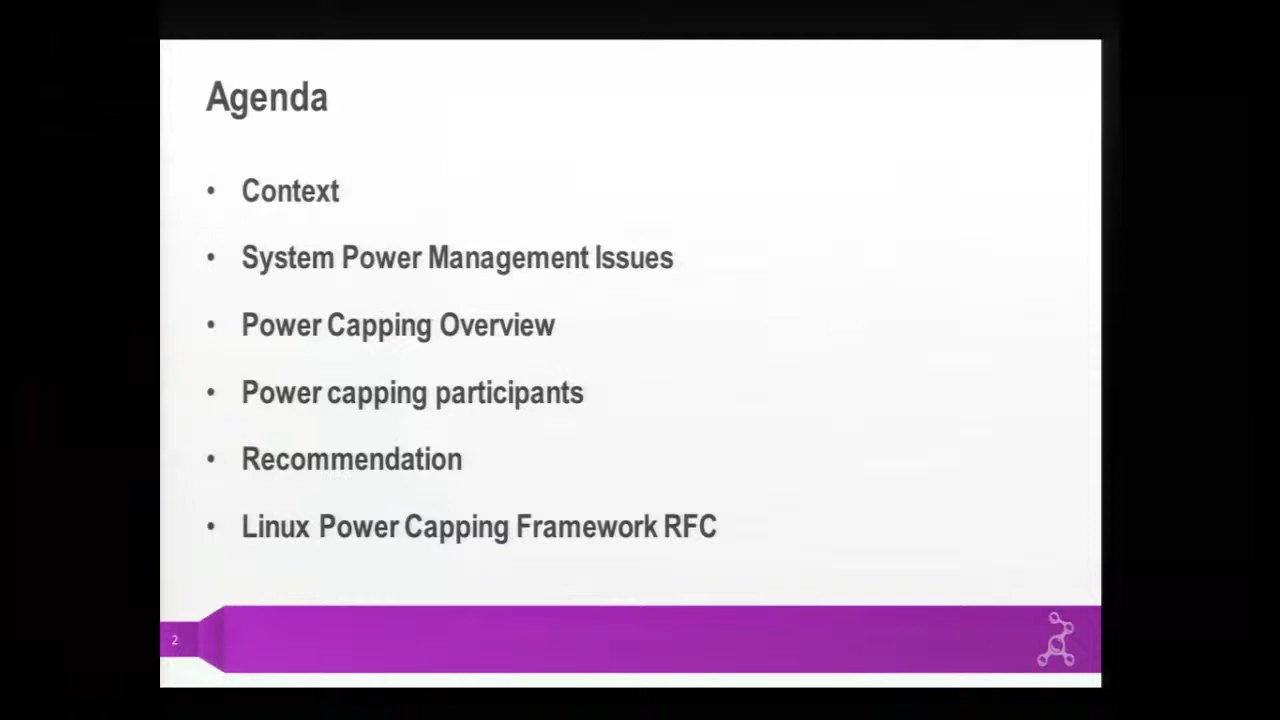 Agenda
• Context
• System Power Management Issues
• Power Capping Overview
• Power capping participants
• Recommendation
• Linux Power Capping Framework RFC
2